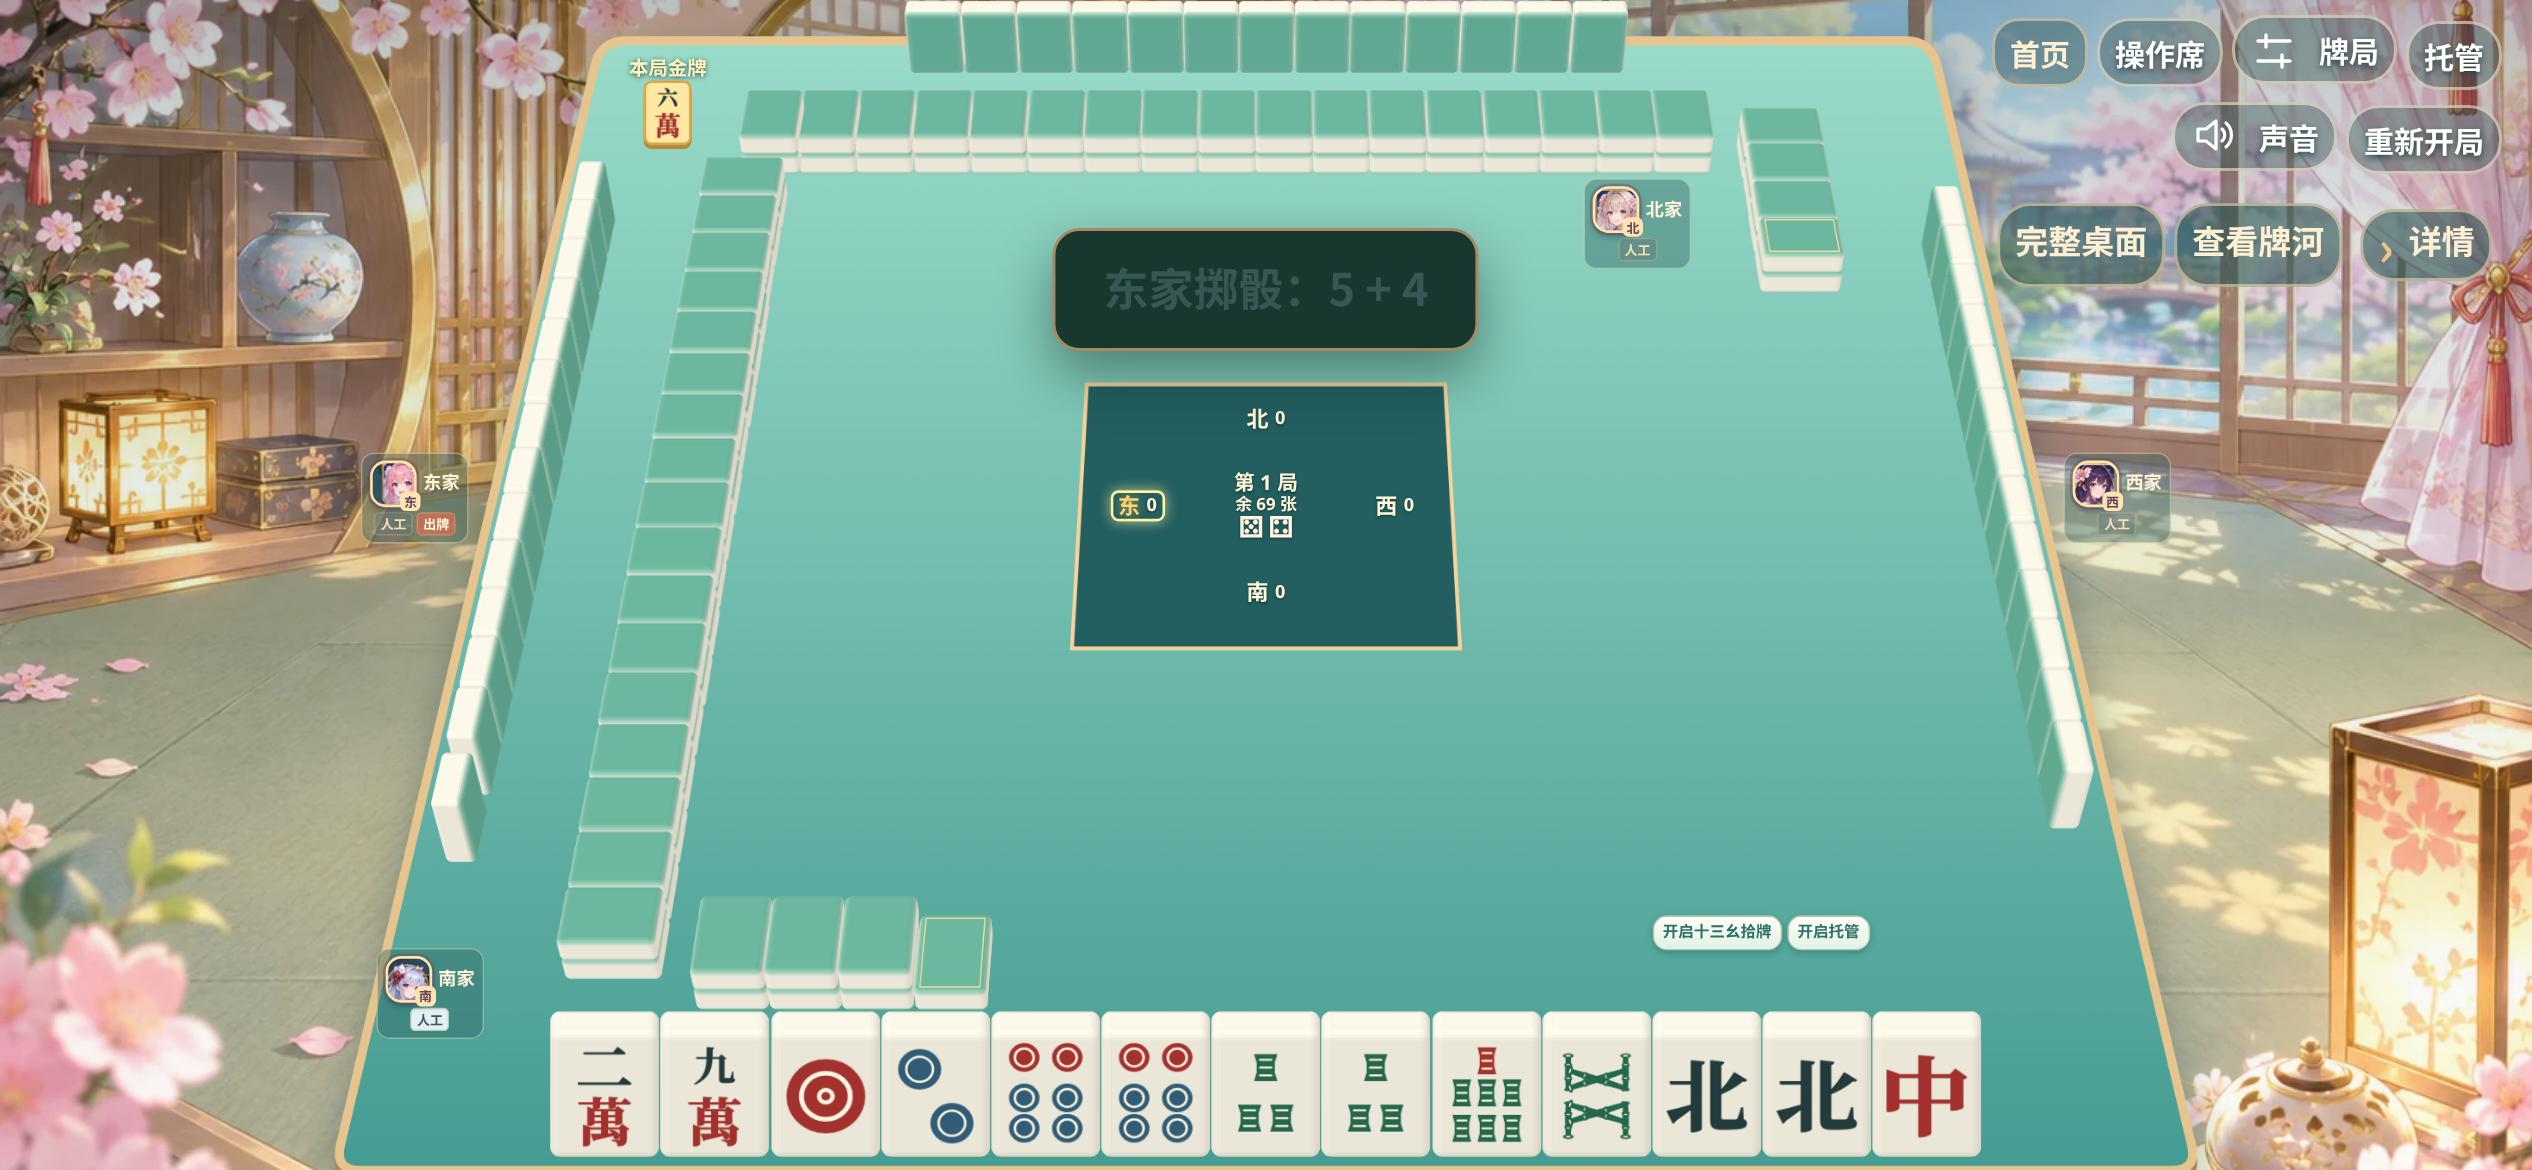 本局金牌
六
萬
首页
操作席
牌局
托管
声音
重新开局
完整桌面
查看牌河
› 详情
北家
北
人工
东家掷骰：5 + 4
北 0
第 1 局
余 69 张
东 0
西 0
南 0
东家
东
人工
出牌
西家
西
人工
开启十三幺拾牌
开启托管
南家
南
人工
二
萬
九
萬
北
北
中